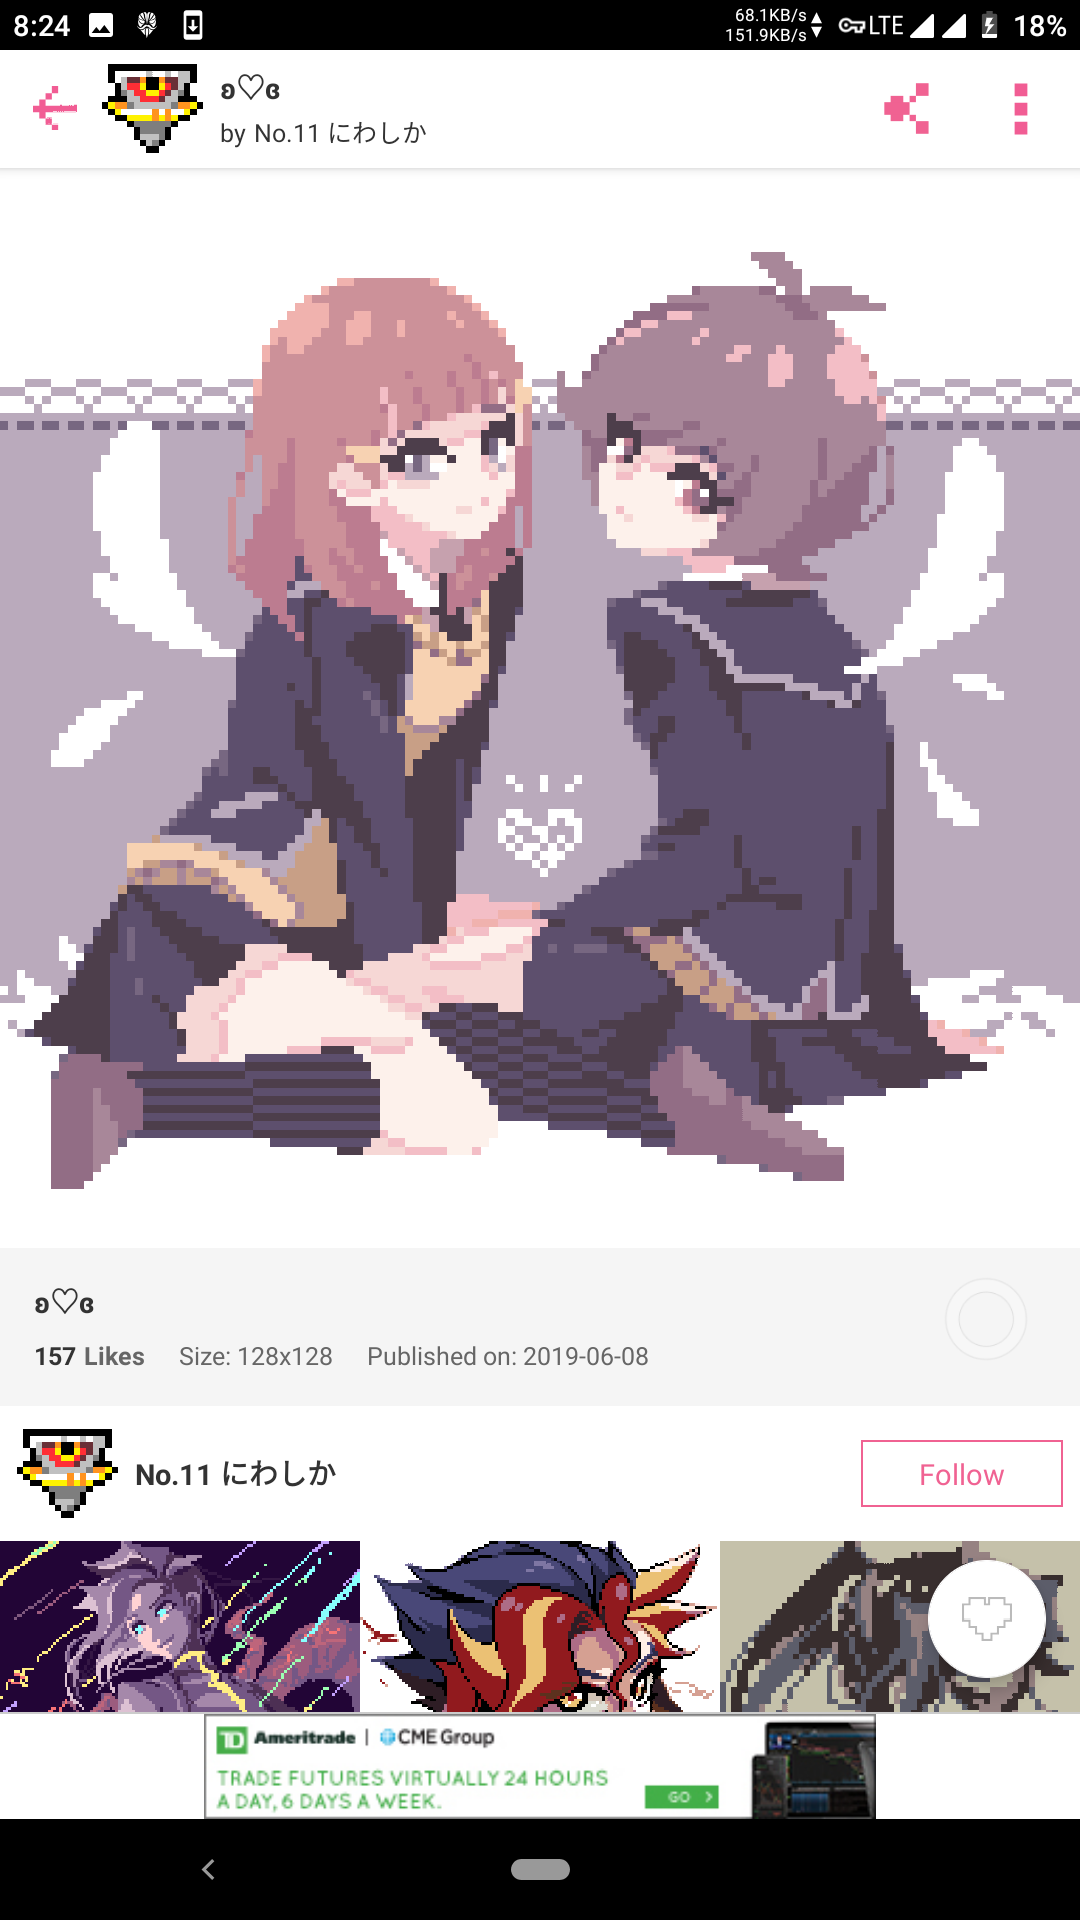 8:24
68.1KB/s
151.9KB/s
LTE
18%
ʚ♡ɞ
by No.11 にわしか
ʚ♡ɞ
157 Likes Size: 128x128 Published on: 2019-06-08
No.11 にわしか
Follow
TD Ameritrade | CME Group
TRADE FUTURES VIRTUALLY 24 HOURS
A DAY, 6 DAYS A WEEK.
GO >